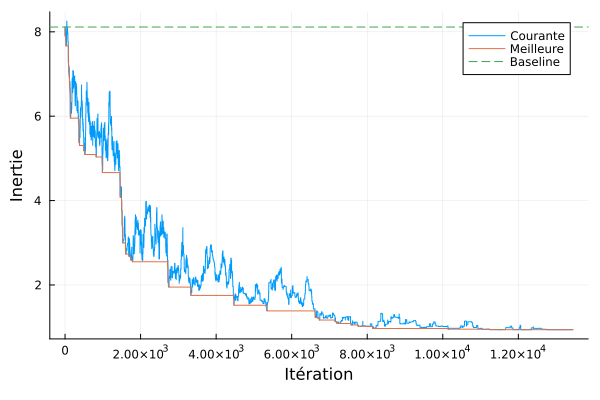 Courante
Meilleure
Baseline
8
6
4
2
Inertie
0 2.00×10³ 4.00×10³ 6.00×10³ 8.00×10³ 1.00×10⁴ 1.20×10⁴
Itération